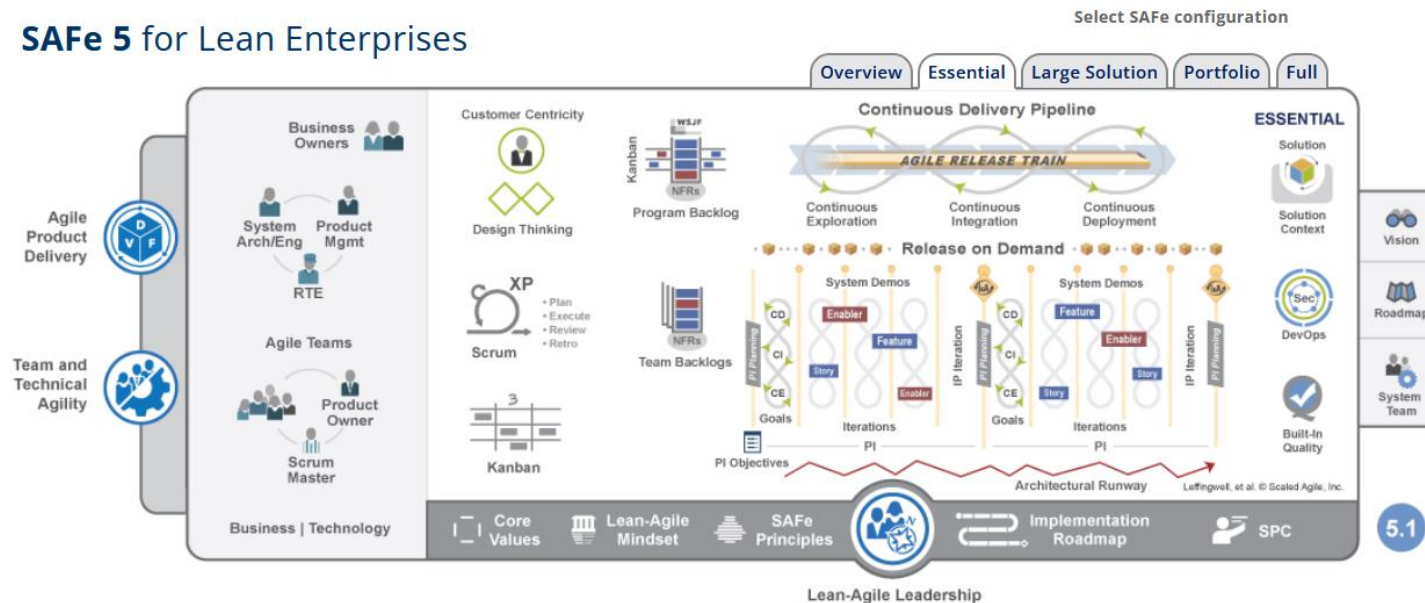 SAFe 5 for Lean Enterprises
Select SAFe configuration
Overview
Essential
Large Solution
Portfolio
Full
Agile
Product
Delivery
D
V
F
Team and
Technical
Agility
Business
Owners
System
Arch/Eng
Product
Mgmt
RTE
Agile Teams
Product
Owner
Scrum
Master
Business | Technology
Customer Centricity
Design Thinking
XP
• Plan
• Execute
• Review
• Retro
Scrum
3
Kanban
WSJF
Kanban
NFRs
Program Backlog
NFRs
Team Backlogs
Continuous Delivery Pipeline
AGILE RELEASE TRAIN
Continuous
Exploration
Continuous
Integration
Continuous
Deployment
Release on Demand
System Demos
System Demos
PI Planning
CD
CI
CE
Goals
Enabler
Feature
Story
Enabler
Iterations
IP Iteration
I&A
PI Planning
CD
CI
CE
Goals
Feature
Enabler
Story
Story
Iterations
IP Iteration
I&A
PI Planning
PI Objectives
PI
PI
Architectural Runway
Leffingwell, et al. © Scaled Agile, Inc.
ESSENTIAL
Solution
Solution
Context
Sec
DevOps
Built-In
Quality
Vision
Roadmap
System
Team
Core
Values
Lean-Agile
Mindset
SAFe
Principles
N
Implementation
Roadmap
SPC
5.1
Lean-Agile Leadership